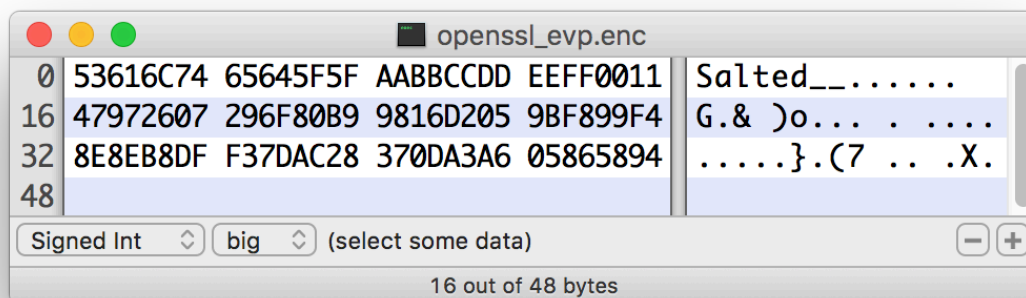 openssl_evp.enc
0 53616C74 65645F5F AABBCCDD EEFF0011 Salted__......
16 47972607 296F80B9 9816D205 9BF899F4 G.& )o... . ....
32 8E8EB8DF F37DAC28 370DA3A6 05865894 .....}.(7 .. .X.
48
Signed Int big (select some data)
16 out of 48 bytes